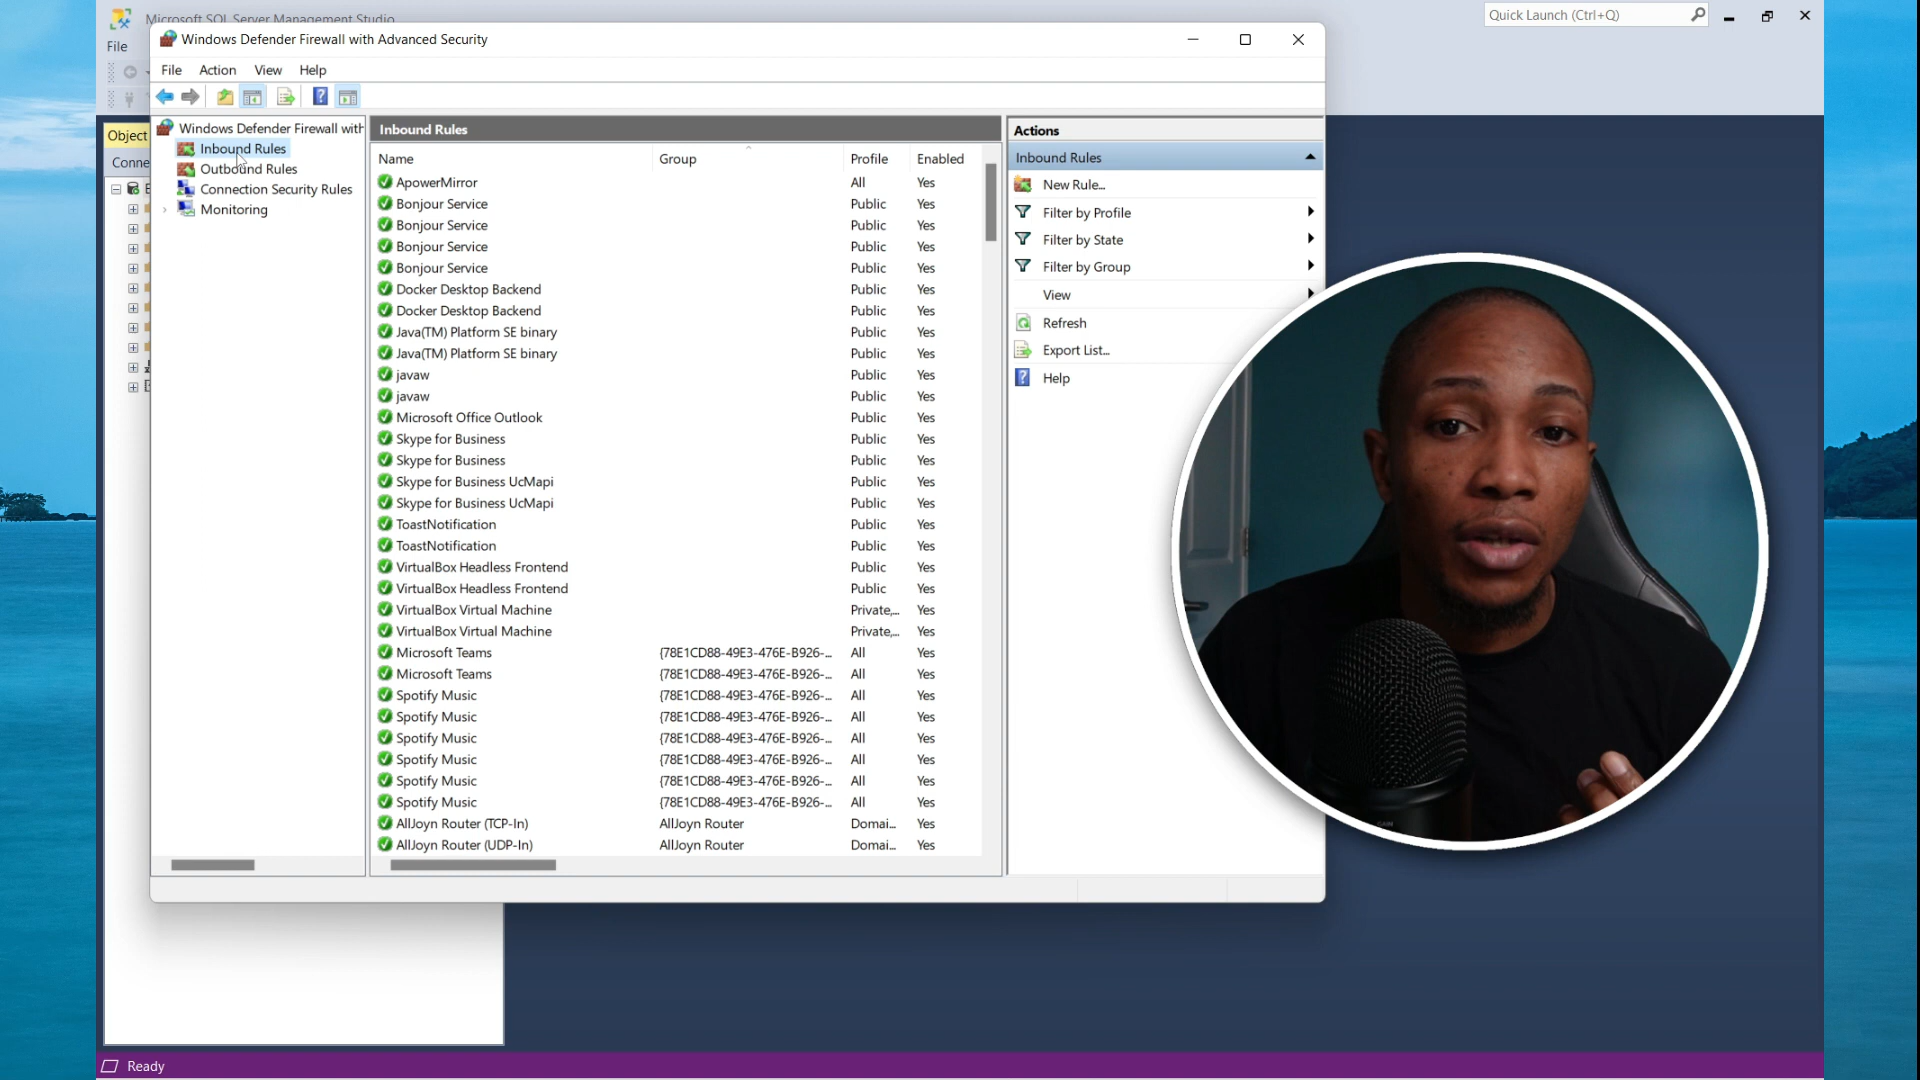 Microsoft SQL Server Management Studio
Quick Launch (Ctrl+Q)
File
Windows Defender Firewall with Advanced Security
File Action View Help
Object
Conne
Windows Defender Firewall with
Inbound Rules
Outbound Rules
Connection Security Rules
Monitoring
Inbound Rules
Name Group Profile Enabled
ApowerMirror All Yes
Bonjour Service Public Yes
Bonjour Service Public Yes
Bonjour Service Public Yes
Bonjour Service Public Yes
Docker Desktop Backend Public Yes
Docker Desktop Backend Public Yes
Java(TM) Platform SE binary Public Yes
Java(TM) Platform SE binary Public Yes
javaw Public Yes
javaw Public Yes
Microsoft Office Outlook Public Yes
Skype for Business Public Yes
Skype for Business Public Yes
Skype for Business UcMapi Public Yes
Skype for Business UcMapi Public Yes
ToastNotification Public Yes
ToastNotification Public Yes
VirtualBox Headless Frontend Public Yes
VirtualBox Headless Frontend Public Yes
VirtualBox Virtual Machine Private,... Yes
VirtualBox Virtual Machine Private,... Yes
Microsoft Teams {78E1CD88-49E3-476E-B926-... All Yes
Microsoft Teams {78E1CD88-49E3-476E-B926-... All Yes
Spotify Music {78E1CD88-49E3-476E-B926-... All Yes
Spotify Music {78E1CD88-49E3-476E-B926-... All Yes
Spotify Music {78E1CD88-49E3-476E-B926-... All Yes
Spotify Music {78E1CD88-49E3-476E-B926-... All Yes
Spotify Music {78E1CD88-49E3-476E-B926-... All Yes
Spotify Music {78E1CD88-49E3-476E-B926-... All Yes
AllJoyn Router (TCP-In) AllJoyn Router Domai... Yes
AllJoyn Router (UDP-In) AllJoyn Router Domai... Yes
Actions
Inbound Rules
New Rule...
Filter by Profile
Filter by State
Filter by Group
View
Refresh
Export List...
Help
Ready